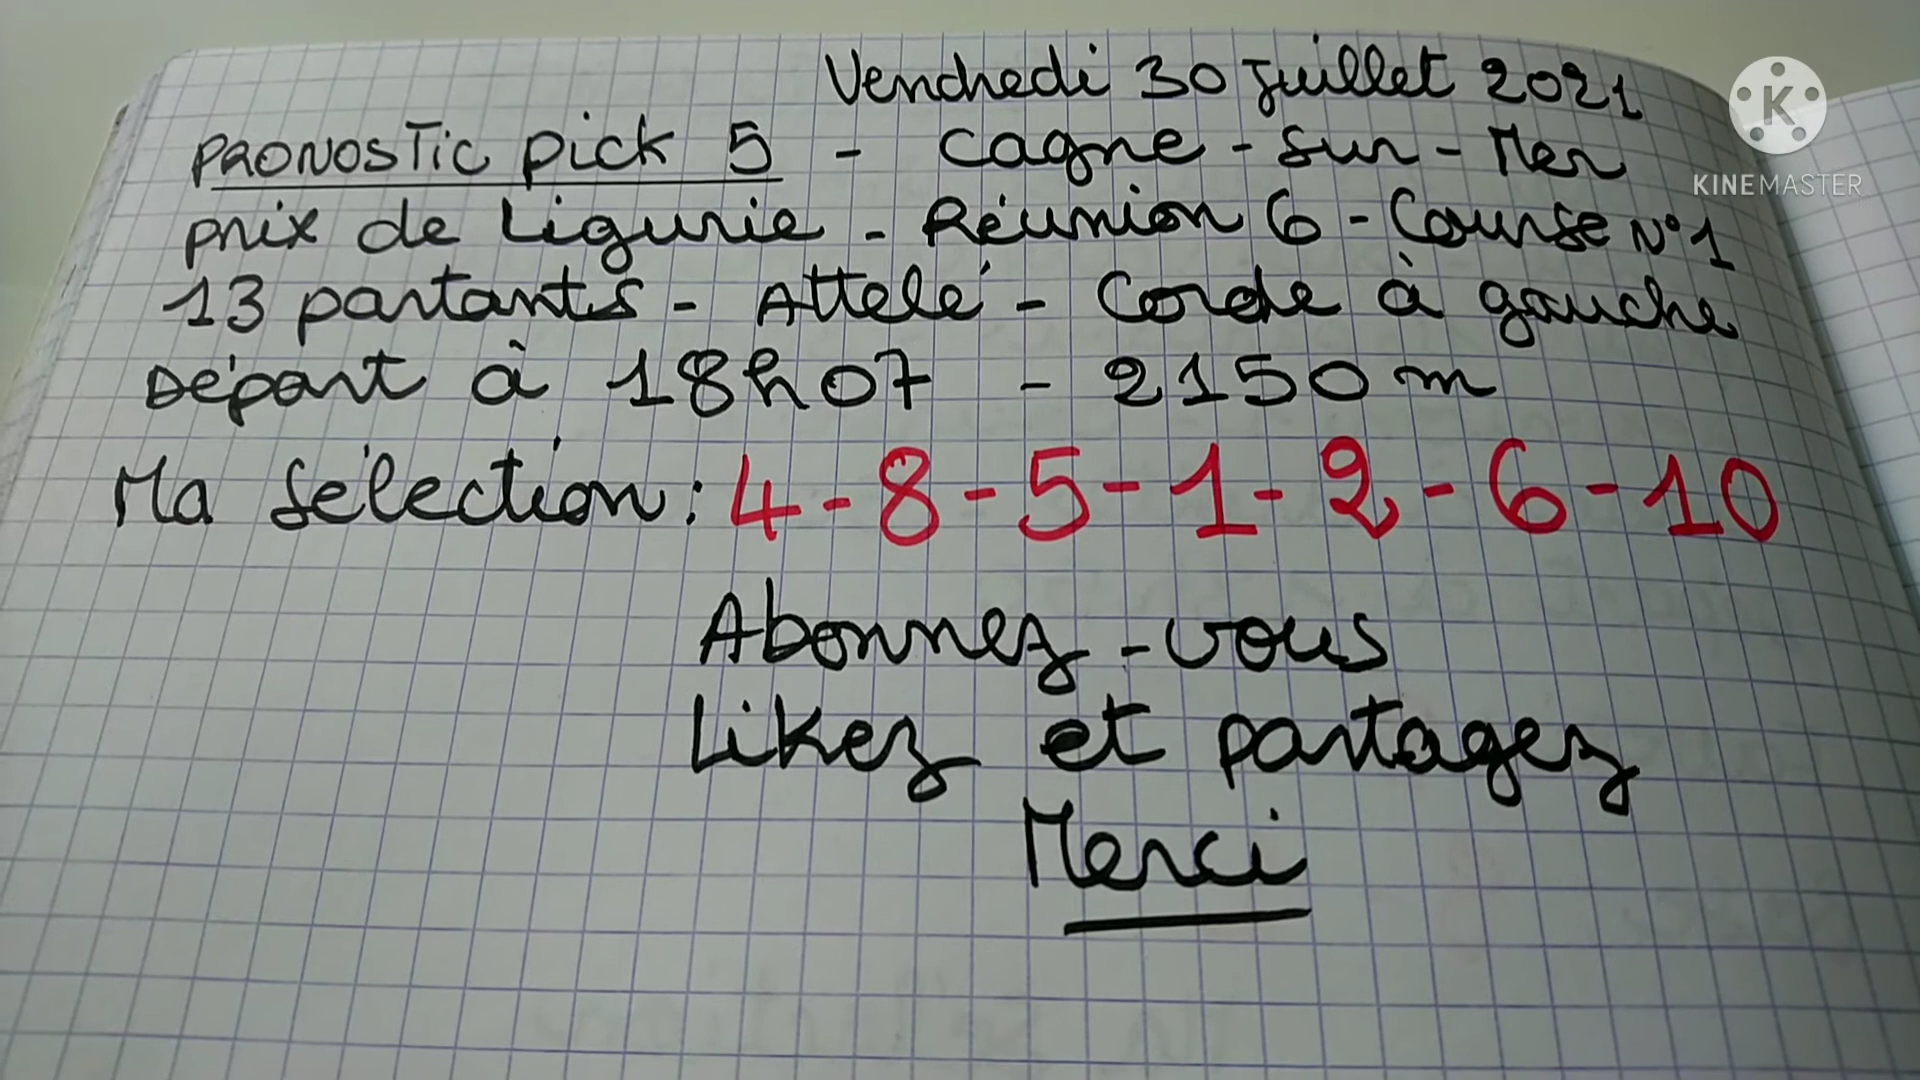 Vendredi 30 Juillet 2021
PRONOSTIC PICK 5 - Cagne-sur-Mer
prix de Ligurie - Réunion 6 - Course N°1
13 partants - Attelé - Corde à gauche
Départ à 18h07 - 2150 m
Ma sélection : 4 - 8 - 5 - 1 - 2 - 6 - 10
Abonnez-vous
Likez et partagez
Merci
K
KINEMASTER